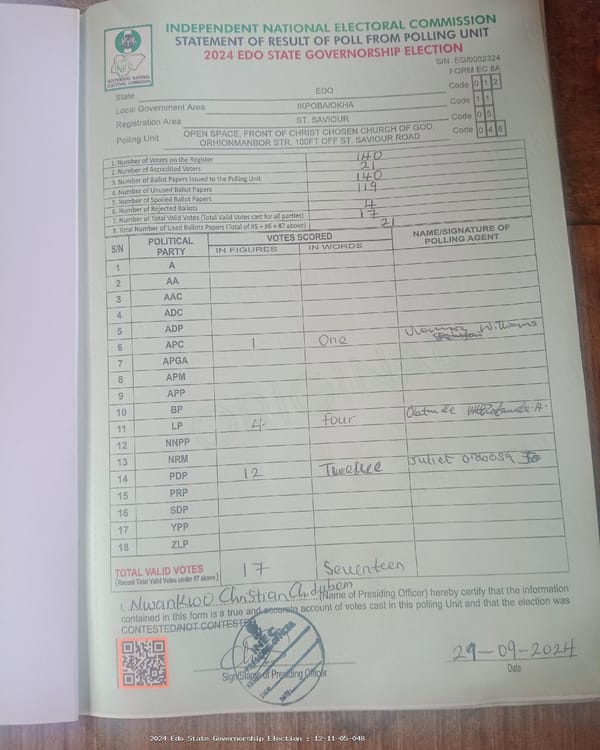 INDEPENDENT NATIONAL ELECTORAL COMMISSION
STATEMENT OF RESULT OF POLL FROM POLLING UNIT
2024 EDO STATE GOVERNORSHIP ELECTION
INEC
INDEPENDENT NATIONAL ELECTORAL COMMISSION
S/N: EG/0002324
FORM EC 8A
State EDO Code 0 1 2
Local Government Area IKPOBA/OKHA Code 1 1
Registration Area ST. SAVIOUR Code 0 5
Polling Unit OPEN SPACE, FRONT OF CHRIST CHOSEN CHURCH OF GOD, ORHIONMANBOR STR, 100FT OFF ST. SAVIOUR ROAD Code 0 4 8
1. Number of Voters on the Register 140
2. Number of Accredited Voters 21
3. Number of Ballot Papers Issued to the Polling Unit 140
4. Number of Unused Ballot Papers 119
5. Number of Spoiled Ballot Papers
6. Number of Rejected Ballots 4
7. Number of Total Valid Votes (Total Valid Votes cast for all parties) 17
8. Total Number of Used Ballots Papers (Total of #5 + #6 + #7 above) 21
S/N POLITICAL PARTY VOTES SCORED NAME/SIGNATURE OF POLLING AGENT
IN FIGURES IN WORDS
1 A
2 AA
3 AAC
4 ADC
5 ADP
6 APC 1 One Williams
7 APGA
8 APM
9 APP
10 BP
11 LP 4 four
12 NNPP
13 NRM
14 PDP 12 Twelve Juliet
15 PRP
16 SDP
17 YPP
18 ZLP
TOTAL VALID VOTES 17 Seventeen
(Record Total Valid Votes under #7 above)
I, Nwankwo Christian Chidubem (Name of Presiding Officer) hereby certify that the information
contained in this form is a true and accurate account of votes cast in this polling Unit and that the election was
CONTESTED/NOT CONTESTED
INEC
Sign/Stamp of Presiding Officer
29-09-2024
Date
2024 Edo State Governorship Election : 12-11-05-048